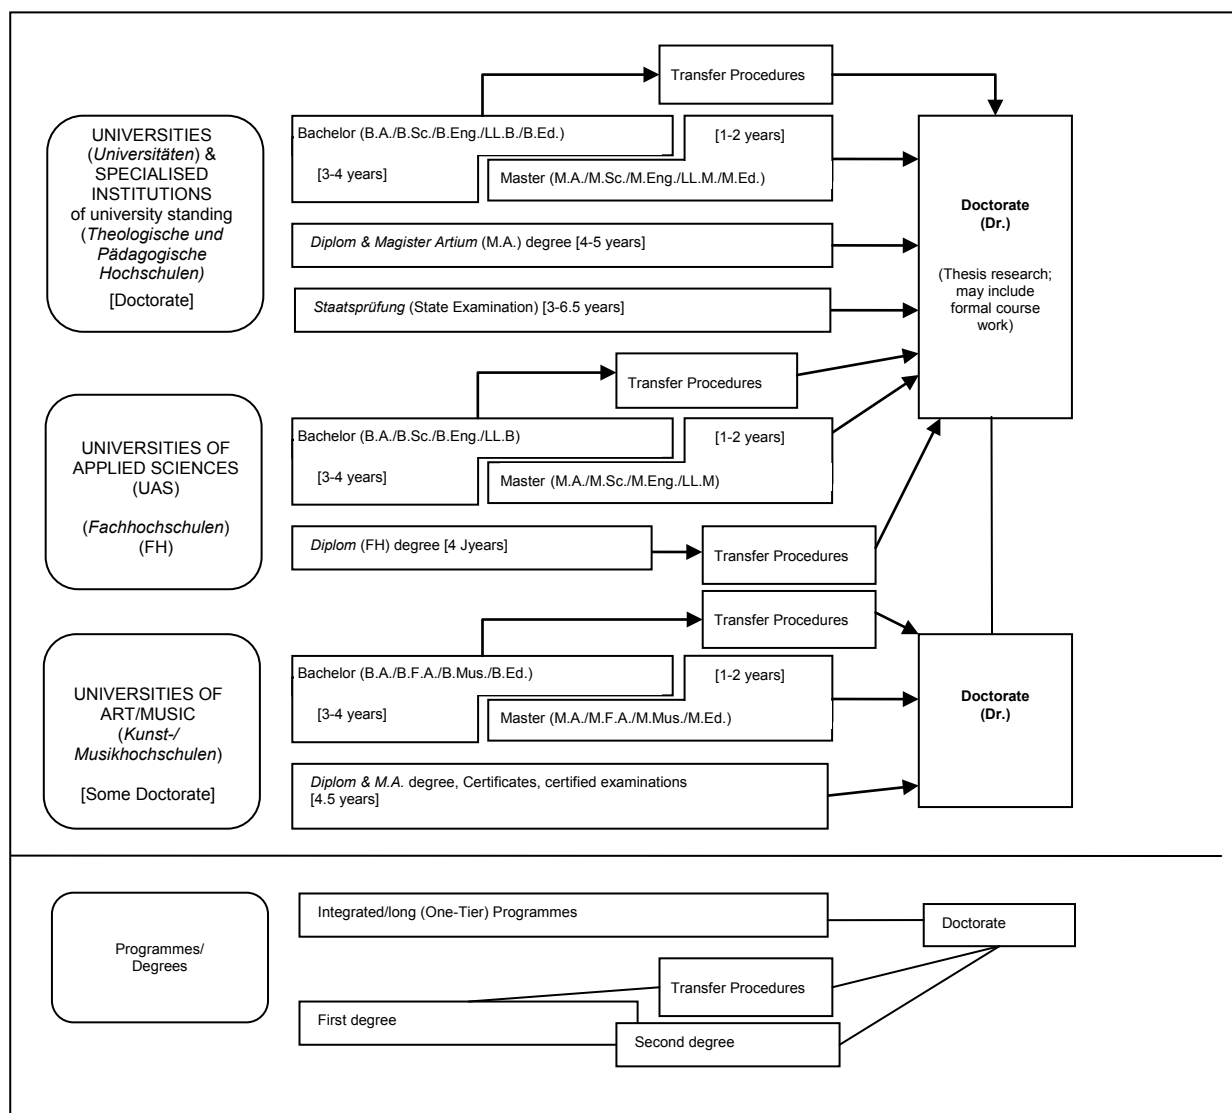 Transfer Procedures
UNIVERSITIES
(Universitäten) &
SPECIALISED
INSTITUTIONS
of university standing
(Theologische und
Pädagogische
Hochschulen)
[Doctorate]
Bachelor (B.A./B.Sc./B.Eng./LL.B./B.Ed.)
[3-4 years]
[1-2 years]
Master (M.A./M.Sc./M.Eng./LL.M./M.Ed.)
Diplom & Magister Artium (M.A.) degree [4-5 years]
Staatsprüfung (State Examination) [3-6.5 years]
Doctorate
(Dr.)
(Thesis research;
may include
formal course
work)
Transfer Procedures
UNIVERSITIES OF
APPLIED SCIENCES
(UAS)
(Fachhochschulen)
(FH)
Bachelor (B.A./B.Sc./B.Eng./LL.B)
[3-4 years]
[1-2 years]
Master (M.A./M.Sc./M.Eng./LL.M)
Diplom (FH) degree [4 Jyears]
Transfer Procedures
Transfer Procedures
UNIVERSITIES OF
ART/MUSIC
(Kunst-/
Musikhochschulen)
[Some Doctorate]
Bachelor (B.A./B.F.A./B.Mus./B.Ed.)
[3-4 years]
[1-2 years]
Master (M.A./M.F.A./M.Mus./M.Ed.)
Diplom & M.A. degree, Certificates, certified examinations
[4.5 years]
Doctorate
(Dr.)
Programmes/
Degrees
Integrated/long (One-Tier) Programmes
Doctorate
Transfer Procedures
First degree
Second degree